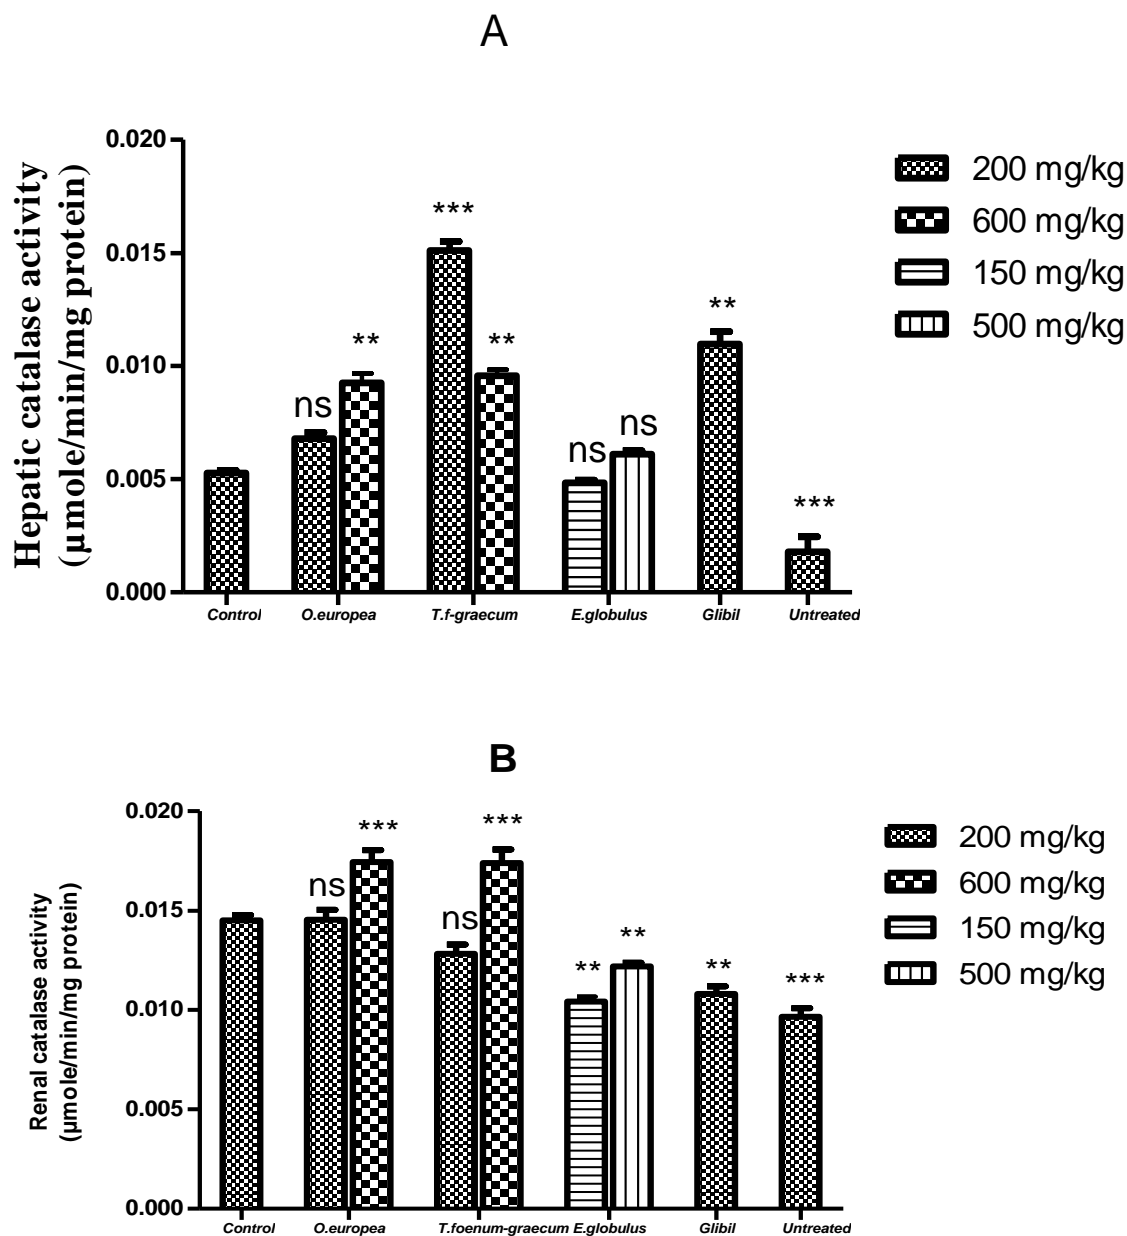 A
Hepatic catalase activity
(µmole/min/mg protein)
0.020
0.015
0.010
0.005
0.000
ns
**
***
**
ns
ns
**
***
Control
O.europea
T.f-graecum
E.globulus
Glibil
Untreated
200 mg/kg
600 mg/kg
150 mg/kg
500 mg/kg
B
Renal catalase activity
(µmole/min/mg protein)
0.020
0.015
0.010
0.005
0.000
ns
***
ns
***
**
**
**
***
Control
O.europea
T.foenum-graecum
E.globulus
Glibil
Untreated
200 mg/kg
600 mg/kg
150 mg/kg
500 mg/kg